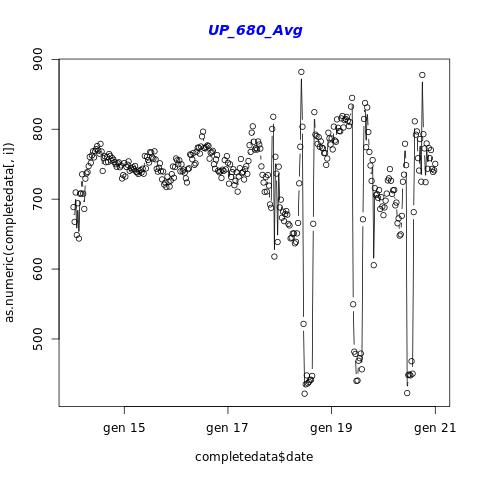 UP_680_Avg
900
800
700
600
500
as.numeric(completedata[, i])
gen 15
gen 17
gen 19
gen 21
completedata$date